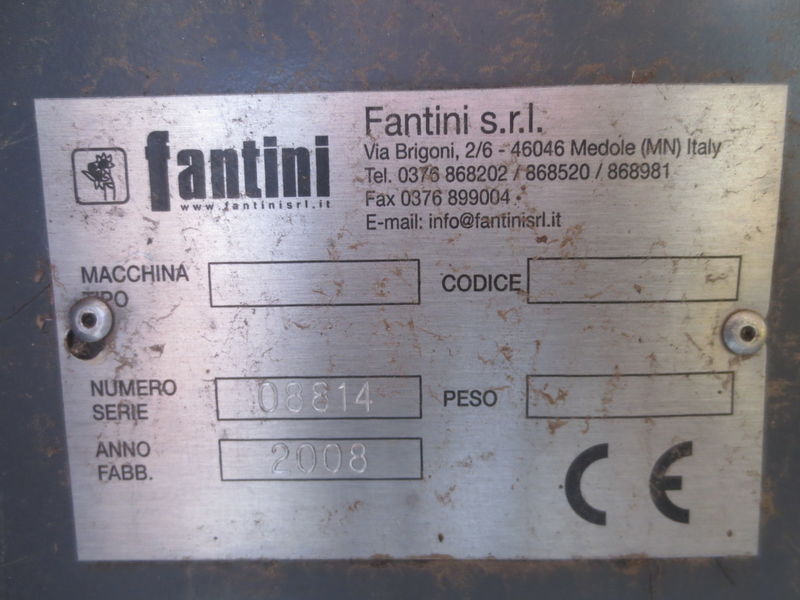 fantini
www.fantinisrl.it
Fantini s.r.l.
Via Brigoni, 2/6 - 46046 Medole (MN) Italy
Tel. 0376 868202 / 868520 / 868981
Fax 0376 899004
E-mail: info@fantinisrl.it
MACCHINA
TIPO
CODICE
NUMERO
SERIE
08814
PESO
ANNO
FABB.
2008
CE